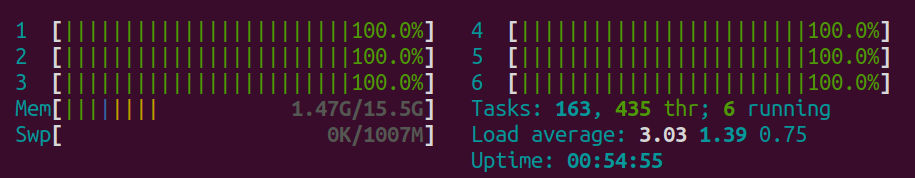 1 [||||||||||||||||||||||||100.0%] 4 [||||||||||||||||||||||||100.0%]
2 [||||||||||||||||||||||||100.0%] 5 [||||||||||||||||||||||||100.0%]
3 [||||||||||||||||||||||||100.0%] 6 [||||||||||||||||||||||||100.0%]
Mem[|||||||| 1.47G/15.5G] Tasks: 163, 435 thr; 6 running
Swp[ 0K/1007M] Load average: 3.03 1.39 0.75
Uptime: 00:54:55